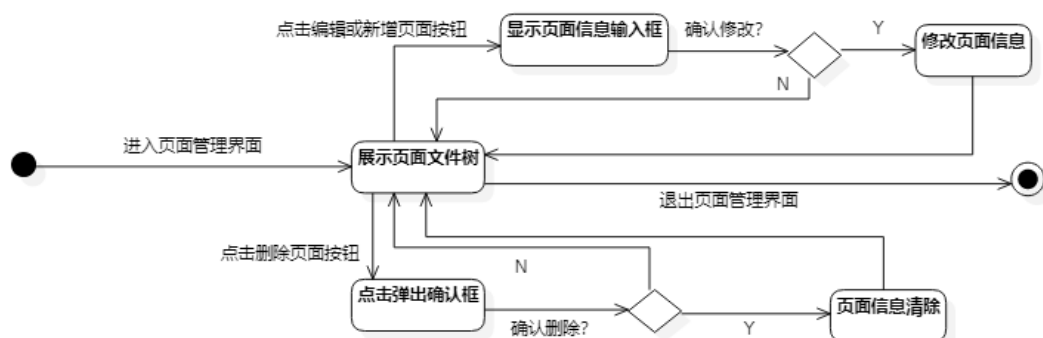 点击编辑或新增页面按钮
显示页面信息输入框
确认修改？
Y
修改页面信息
N
进入页面管理界面
展示页面文件树
退出页面管理界面
点击删除页面按钮
N
点击弹出确认框
确认删除？
Y
页面信息清除